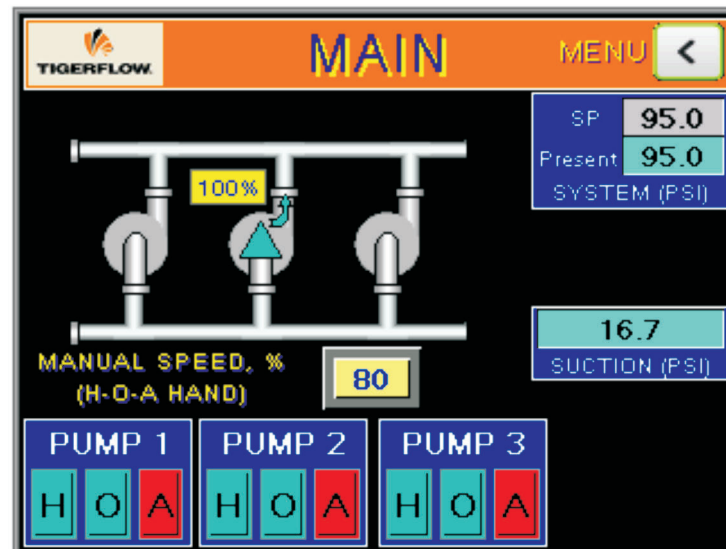 TIGERFLOW.
MAIN
MENU <
SP 95.0
Present 95.0
SYSTEM (PSI)
100%
16.7
SUCTION (PSI)
MANUAL SPEED, %
(H-O-A HAND)
80
PUMP 1
H O A
PUMP 2
H O A
PUMP 3
H O A